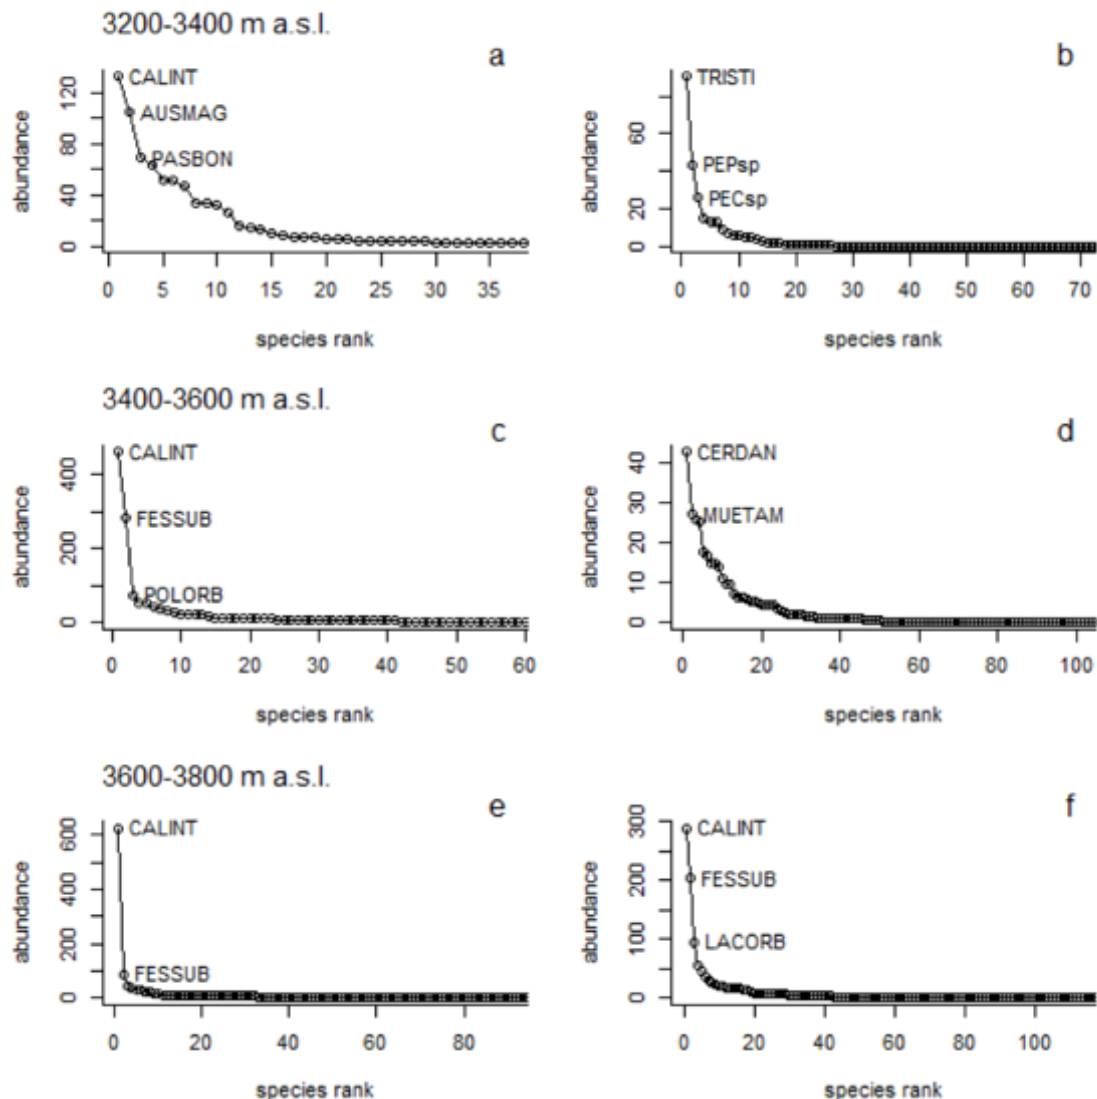 3200-3400 m a.s.l.
a
abundance
0 40 80 120
CALINT
AUSMAG
PASBON
0 5 10 15 20 25 30 35
species rank
b
abundance
0 20 60
TRISTI
PEPsp
PECsp
0 10 20 30 40 50 60 70
species rank
3400-3600 m a.s.l.
c
abundance
0 200 400
CALINT
FESSUB
POLORB
0 10 20 30 40 50 60
species rank
d
abundance
0 10 20 30 40
CERDAN
MUETAM
0 20 40 60 80 100
species rank
3600-3800 m a.s.l.
e
abundance
0 200 400 600
CALINT
FESSUB
0 20 40 60 80
species rank
f
abundance
0 100 200 300
CALINT
FESSUB
LACORB
0 20 40 60 80 100
species rank